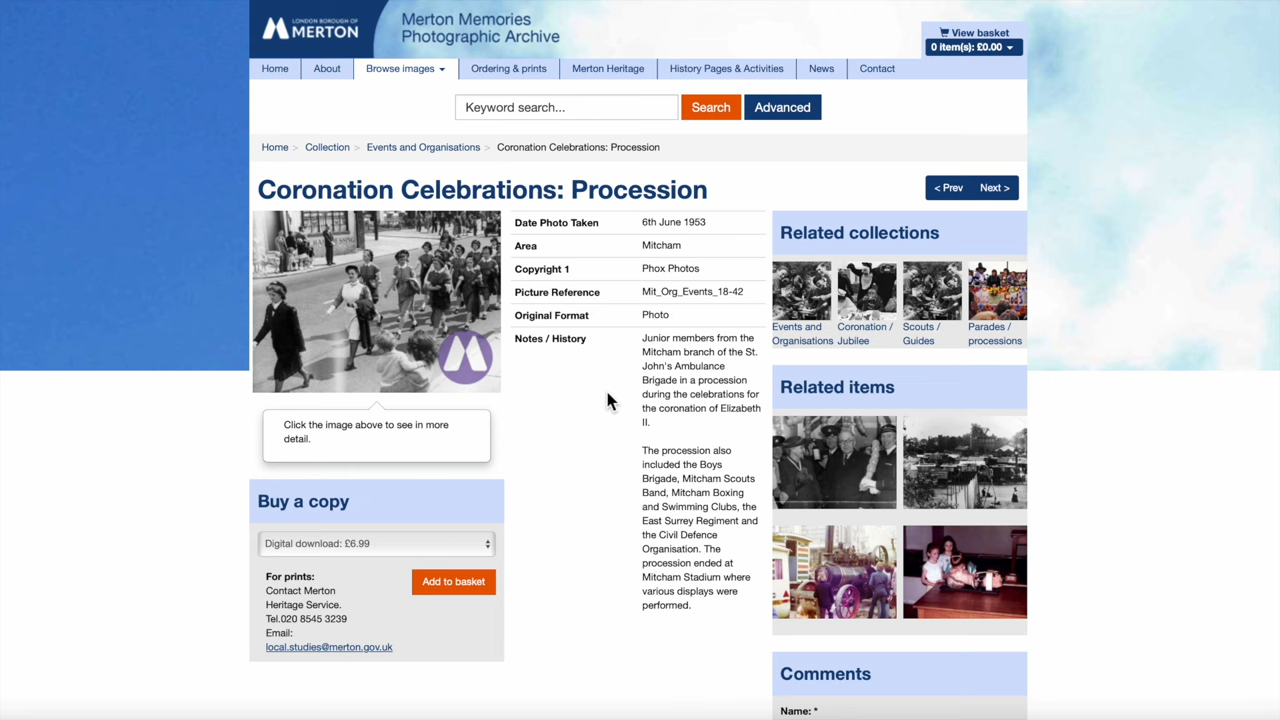 LONDON BOROUGH OF
MERTON
Merton Memories
Photographic Archive
View basket
0 item(s): £0.00
Home
About
Browse images
Ordering & prints
Merton Heritage
History Pages & Activities
News
Contact
Keyword search...
Search
Advanced
Home > Collection > Events and Organisations > Coronation Celebrations: Procession
Coronation Celebrations: Procession
< Prev
Next >
Click the image above to see in more
detail.
Buy a copy
Digital download: £6.99
For prints:
Contact Merton
Heritage Service.
Tel.020 8545 3239
Email:
local.studies@merton.gov.uk
Add to basket
Date Photo Taken 6th June 1953
Area Mitcham
Copyright 1 Phox Photos
Picture Reference Mit_Org_Events_18-42
Original Format Photo
Notes / History Junior members from the
Mitcham branch of the St.
John's Ambulance
Brigade in a procession
during the celebrations for
the coronation of Elizabeth
II.
The procession also
included the Boys
Brigade, Mitcham Scouts
Band, Mitcham Boxing
and Swimming Clubs, the
East Surrey Regiment and
the Civil Defence
Organisation. The
procession ended at
Mitcham Stadium where
various displays were
performed.
Related collections
Events and
Organisations
Coronation /
Jubilee
Scouts /
Guides
Parades /
processions
Related items
Comments
Name: *